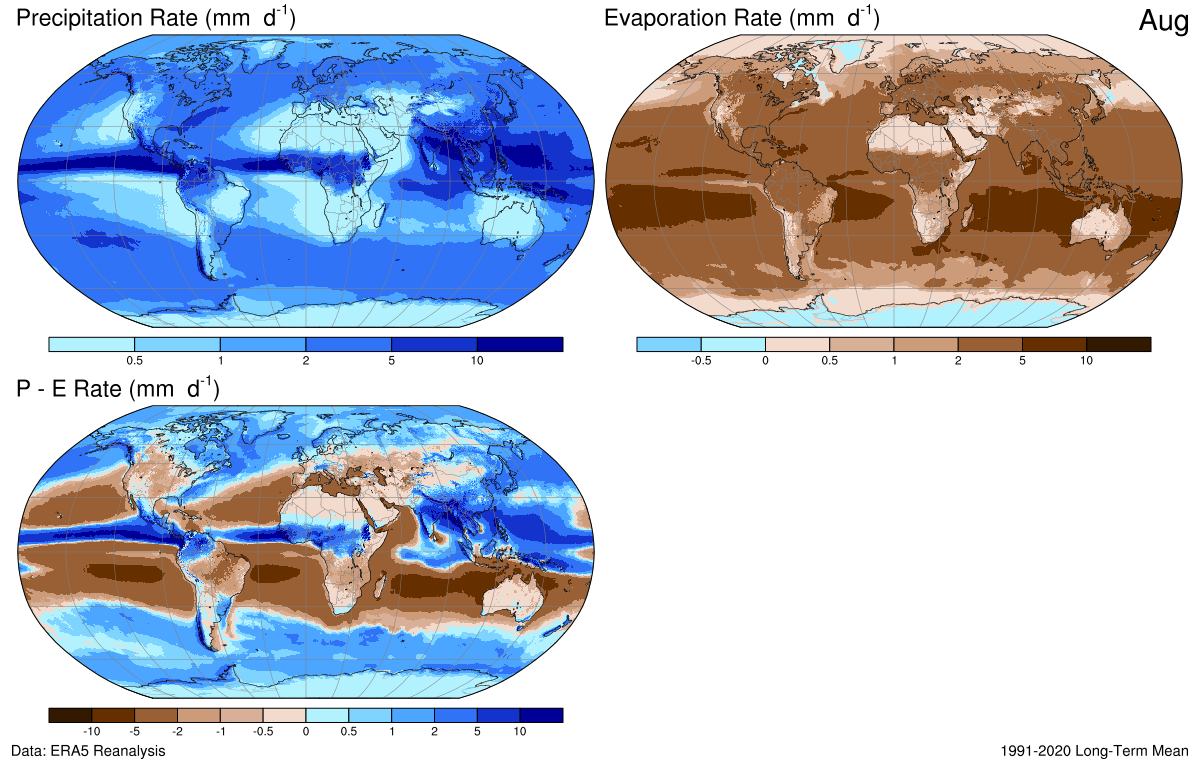 Precipitation Rate (mm d⁻¹)
Evaporation Rate (mm d⁻¹)
Aug
0.5 1 2 5 10
-0.5 0 0.5 1 2 5 10
P - E Rate (mm d⁻¹)
-10 -5 -2 -1 -0.5 0 0.5 1 2 5 10
Data: ERA5 Reanalysis
1991-2020 Long-Term Mean